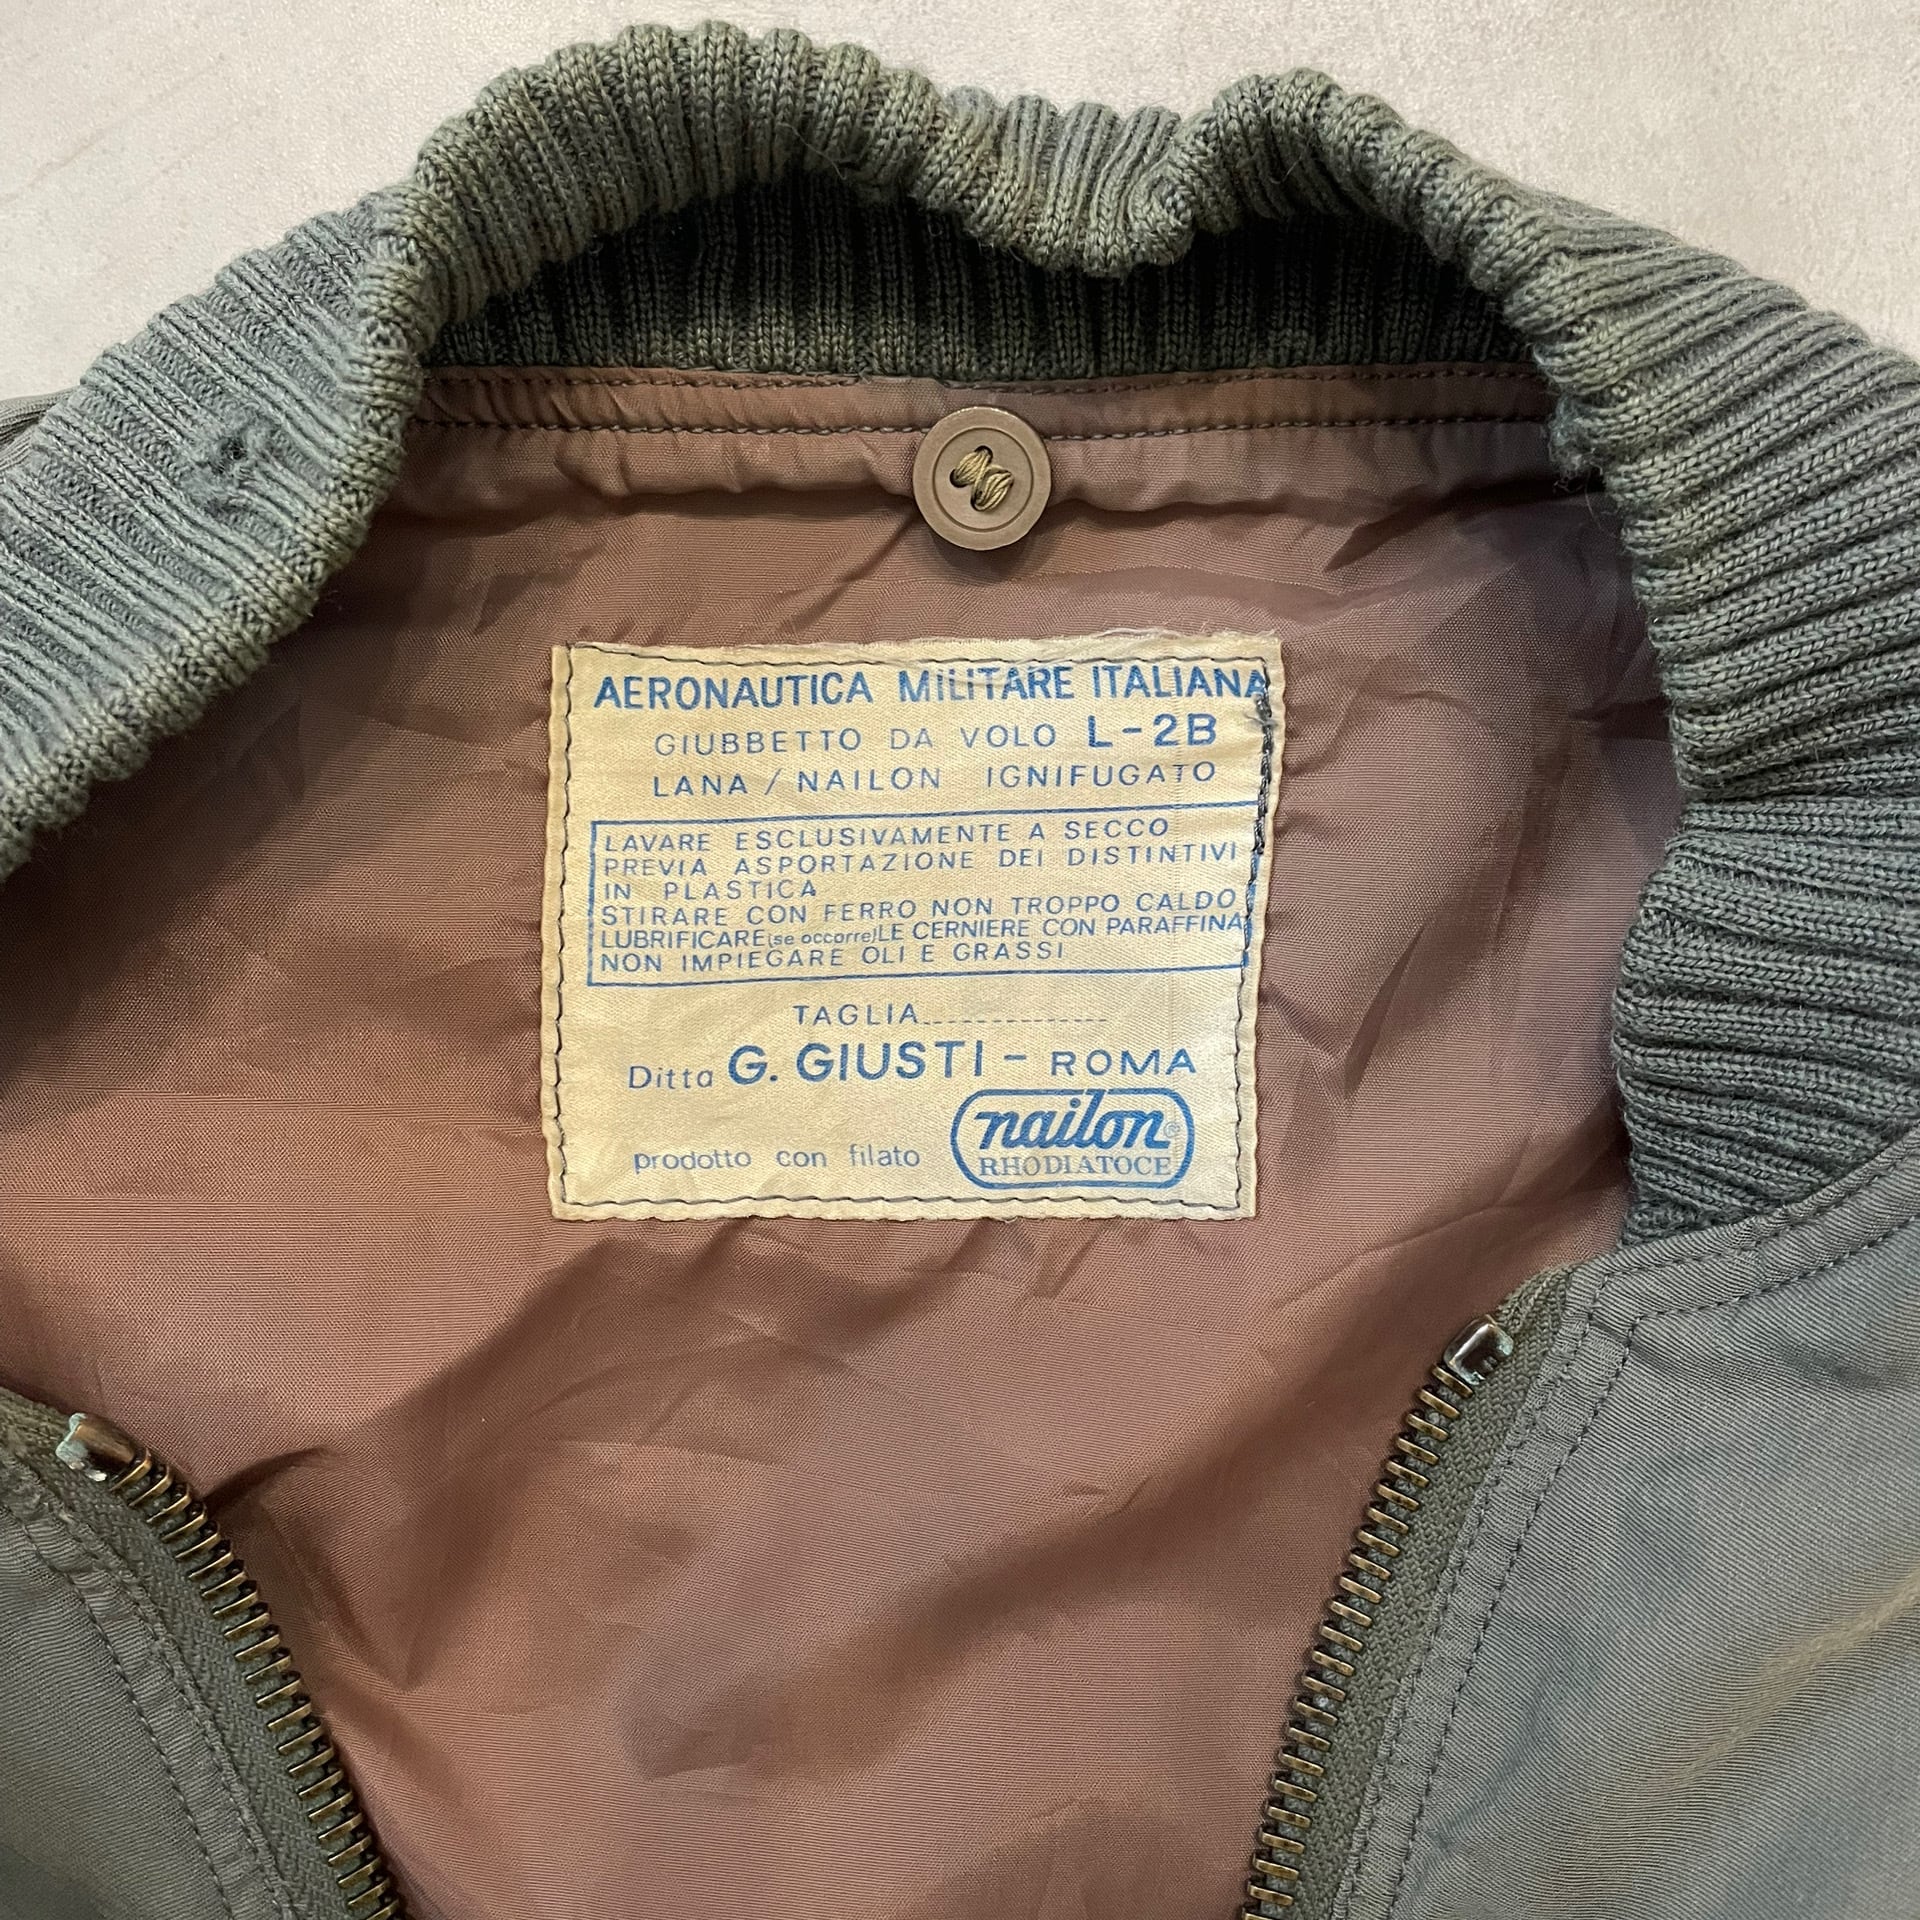 AERONAUTICA MILITARE ITALIANA
GIUBBETTO DA VOLO L-2B
LANA / NAILON IGNIFUGATO
LAVARE ESCLUSIVAMENTE A SECCO
PREVIA ASPORTAZIONE DEI DISTINTIVI
IN PLASTICA
STIRARE CON FERRO NON TROPPO CALDO
LUBRIFICARE (se occorre) LE CERNIERE CON PARAFFINA
NON IMPIEGARE OLI E GRASSI
TAGLIA..............
Ditta G. GIUSTI - ROMA
prodotto con filato nailon®
RHODIATOCE